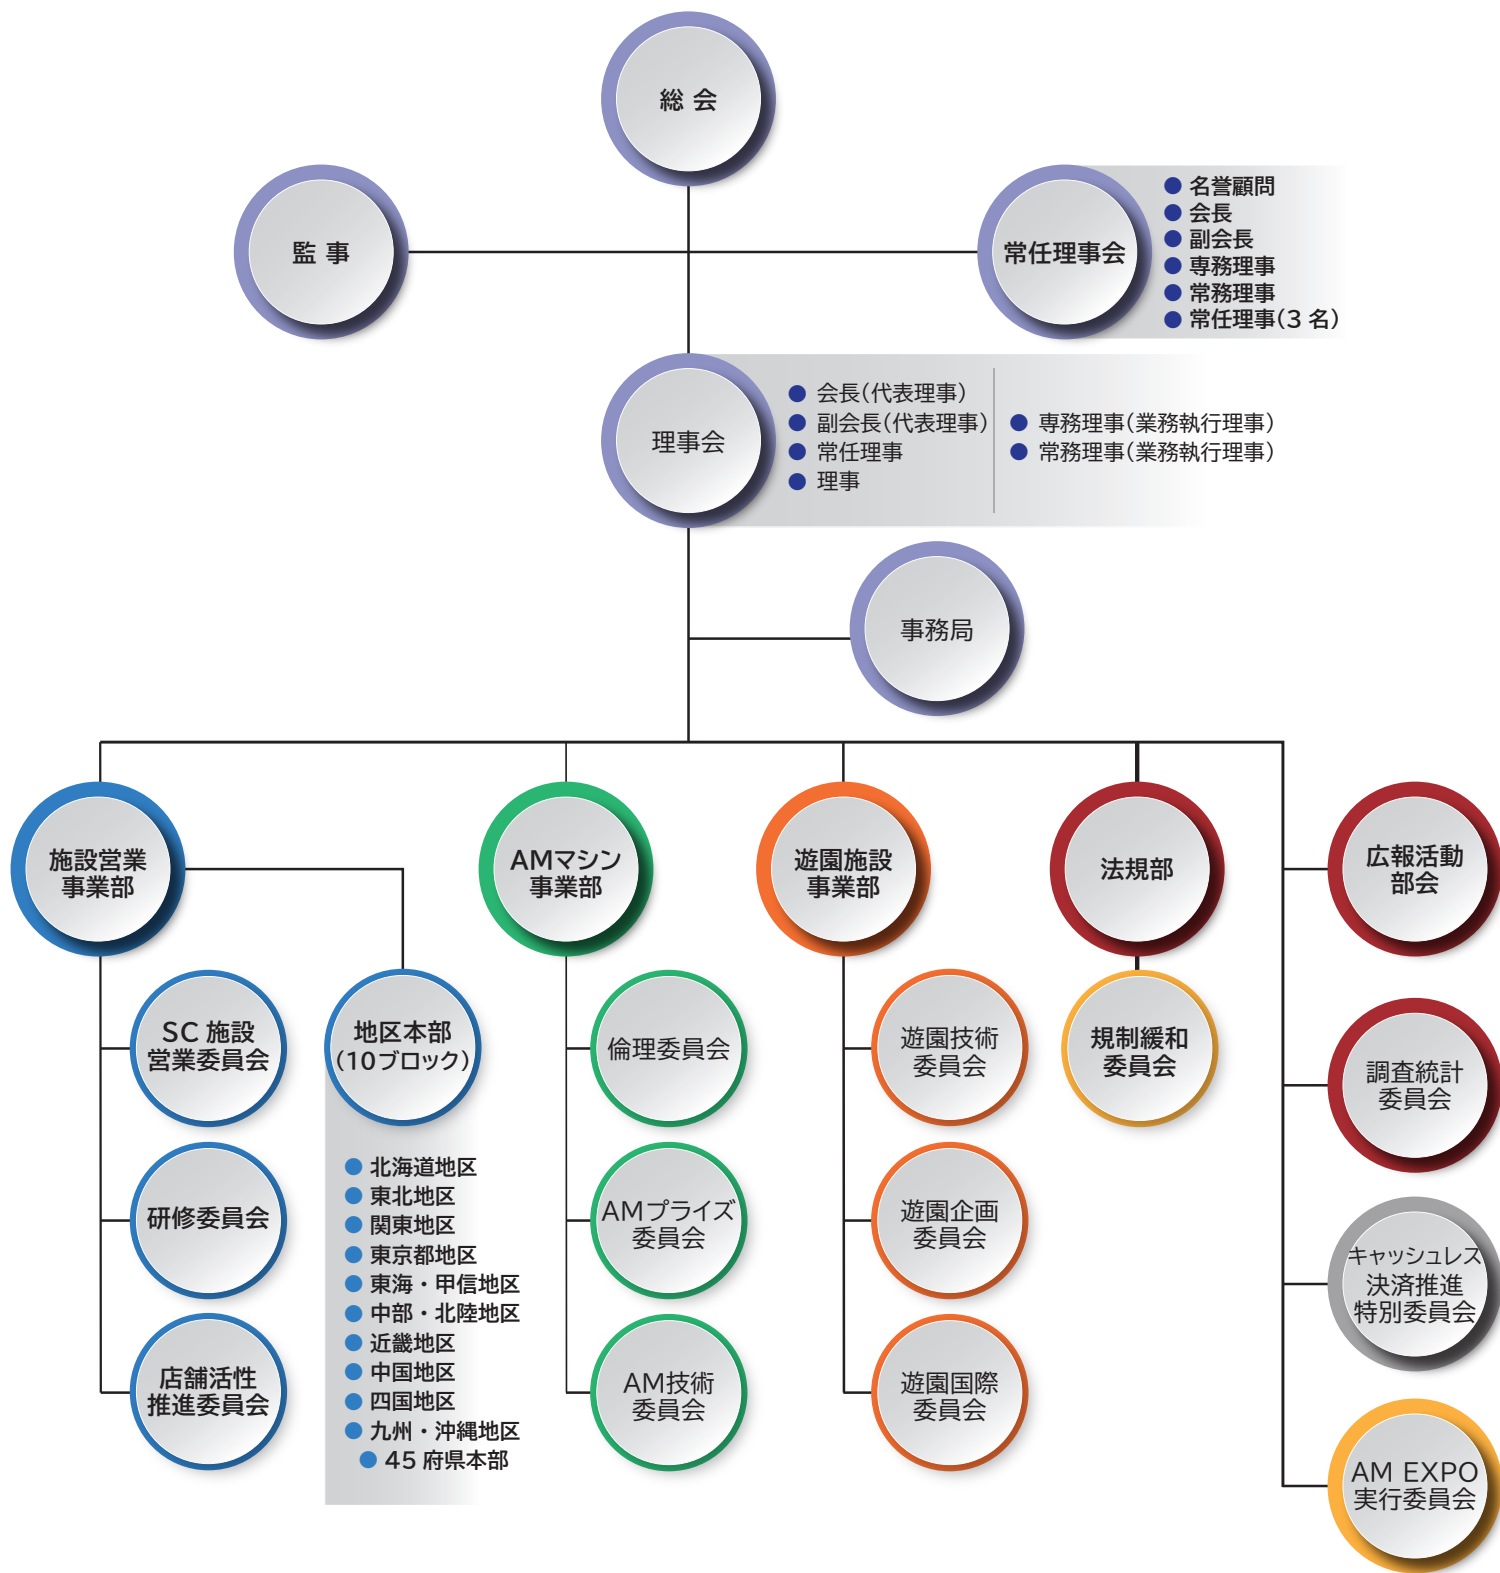 総 会
監 事
常任理事会
名誉顧問
会長
副会長
専務理事
常務理事
常任理事(3 名)
理事会
会長(代表理事)
副会長(代表理事)
常任理事
理事
専務理事(業務執行理事)
常務理事(業務執行理事)
事務局
施設営業
事業部
AMマシン
事業部
遊園施設
事業部
法規部
広報活動
部会
SC 施設
営業委員会
研修委員会
店舗活性
推進委員会
地区本部
(10ブロック)
北海道地区
東北地区
関東地区
東京都地区
東海・甲信地区
中部・北陸地区
近畿地区
中国地区
四国地区
九州・沖縄地区
45 府県本部
倫理委員会
AMプライズ
委員会
AM技術
委員会
遊園技術
委員会
遊園企画
委員会
遊園国際
委員会
規制緩和
委員会
調査統計
委員会
キャッシュレス
決済推進
特別委員会
AM EXPO
実行委員会